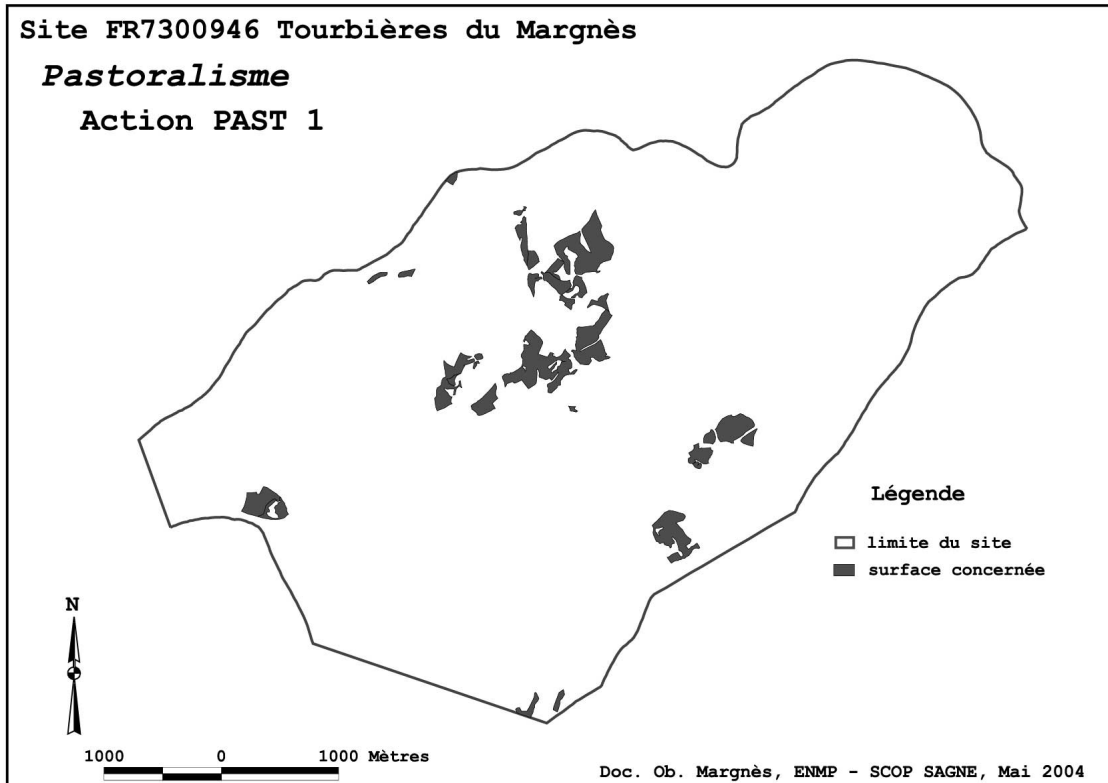 Site FR7300946 Tourbières du Margnès
Pastoralisme
Action PAST 1
Légende
limite du site
surface concernée
N
1000 0 1000 Mètres
Doc. Ob. Margnès, ENMP - SCOP SAGNE, Mai 2004